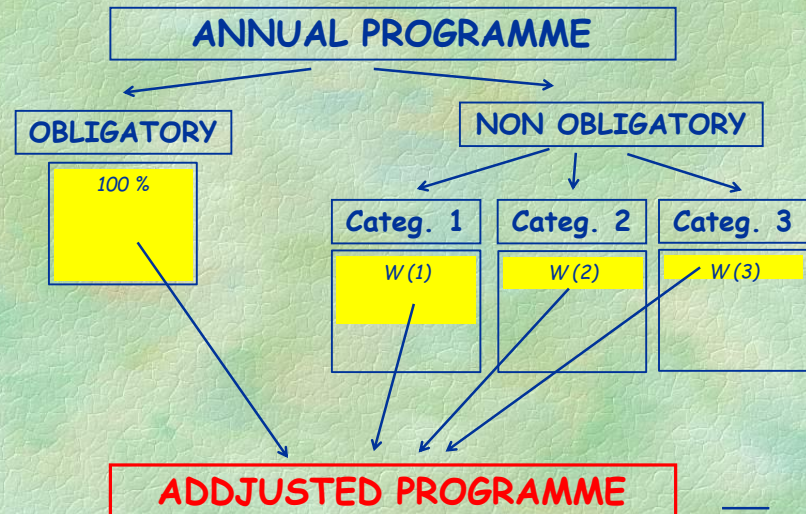 ANNUAL PROGRAMME
OBLIGATORY
NON OBLIGATORY
100 %
Categ. 1
Categ. 2
Categ. 3
W (1)
W (2)
W (3)
ADDJUSTED PROGRAMME